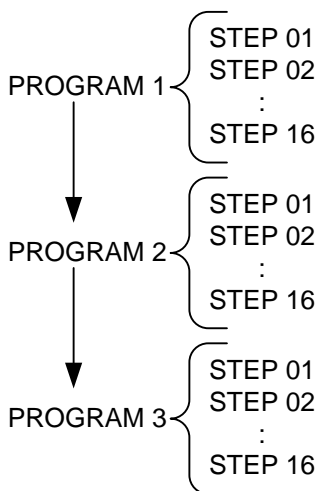 STEP 01
STEP 02
PROGRAM 1
:
STEP 16
STEP 01
STEP 02
PROGRAM 2
:
STEP 16
STEP 01
STEP 02
PROGRAM 3
:
STEP 16